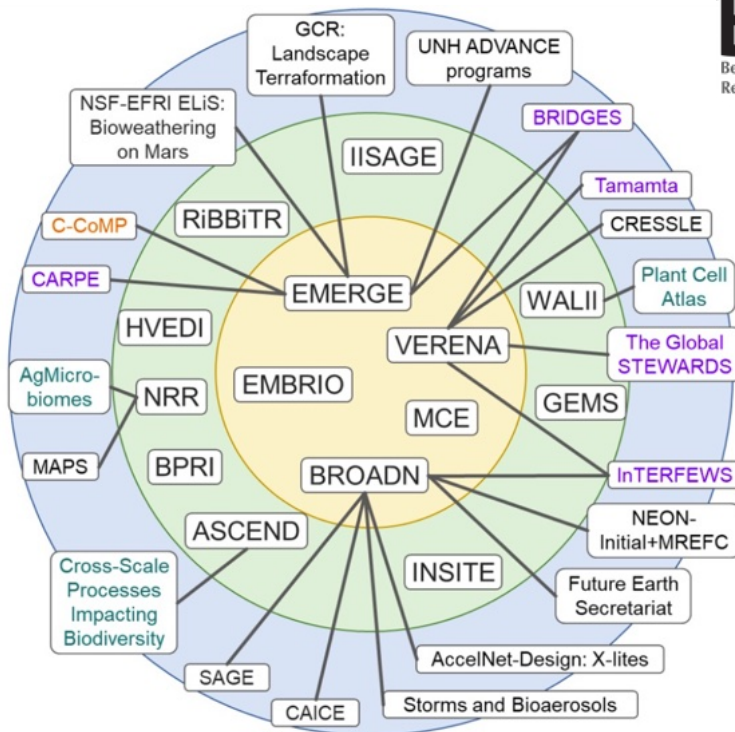 GCR:
Landscape
Terraformation
UNH ADVANCE
programs
Be
Re
NSF-EFRI ELiS:
Bioweathering
on Mars
BRIDGES
IISAGE
Tamamta
C-CoMP
RiBBiTR
CRESSLE
CARPE
EMERGE
WALII
Plant Cell
Atlas
HVEDI
VERENA
The Global
STEWARDS
AgMicro-
biomes
NRR
EMBRIO
GEMS
MCE
MAPS
BPRI
BROADN
InTERFEWS
ASCEND
NEON-
Initial+MREFC
Cross-Scale
Processes
Impacting
Biodiversity
INSITE
Future Earth
Secretariat
AccelNet-Design: X-lites
SAGE
CAICE
Storms and Bioaerosols